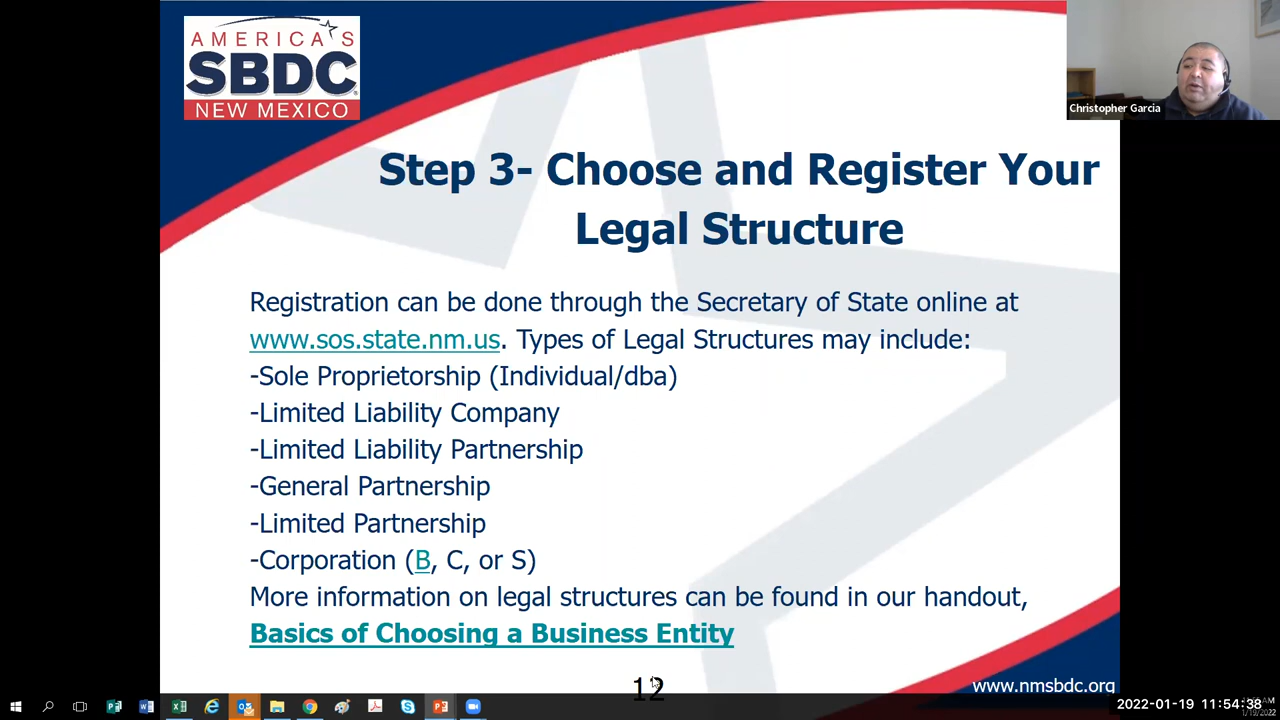 AMERICA'S
SBDC
NEW MEXICO
Christopher Garcia
Step 3- Choose and Register Your
Legal Structure
Registration can be done through the Secretary of State online at
www.sos.state.nm.us. Types of Legal Structures may include:
-Sole Proprietorship (Individual/dba)
-Limited Liability Company
-Limited Liability Partnership
-General Partnership
-Limited Partnership
-Corporation (B, C, or S)
More information on legal structures can be found in our handout,
Basics of Choosing a Business Entity
12
www.nmsbdc.org
2022-01-19 11:54:38